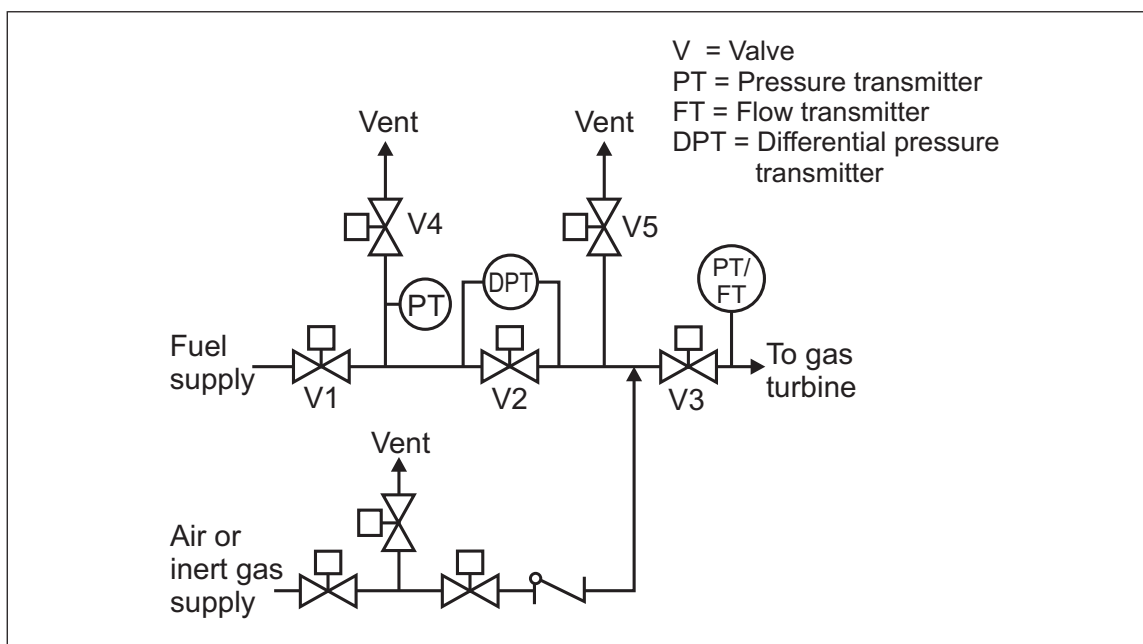 V = Valve
PT = Pressure transmitter
FT = Flow transmitter
DPT = Differential pressure
transmitter
Vent
Vent
V4
V5
DPT
PT/
FT
PT
Fuel
supply
To gas
turbine
V1
V2
V3
Vent
Air or
inert gas
supply